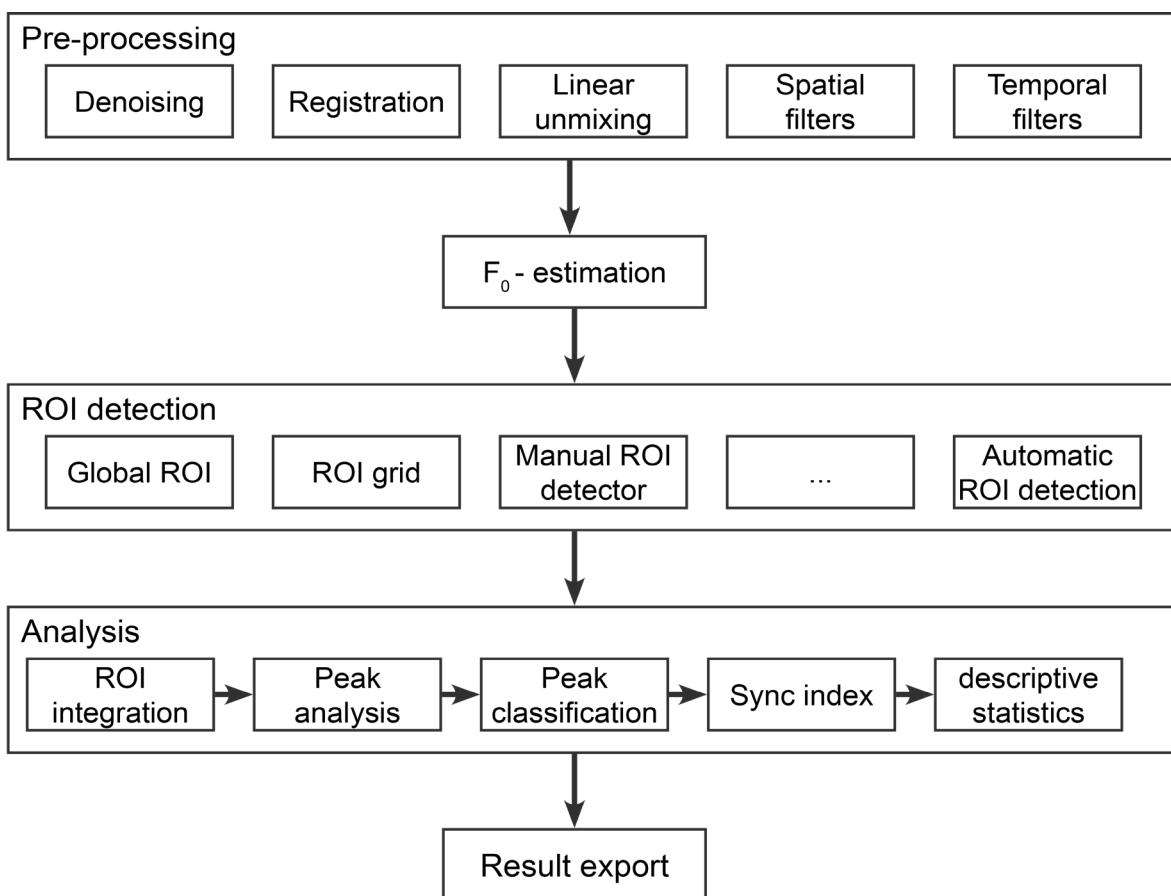 Pre-processing
Denoising
Registration
Linear
unmixing
Spatial
filters
Temporal
filters
F₀ - estimation
ROI detection
Global ROI
ROI grid
Manual ROI
detector
...
Automatic
ROI detection
Analysis
ROI
integration
Peak
analysis
Peak
classification
Sync index
descriptive
statistics
Result export